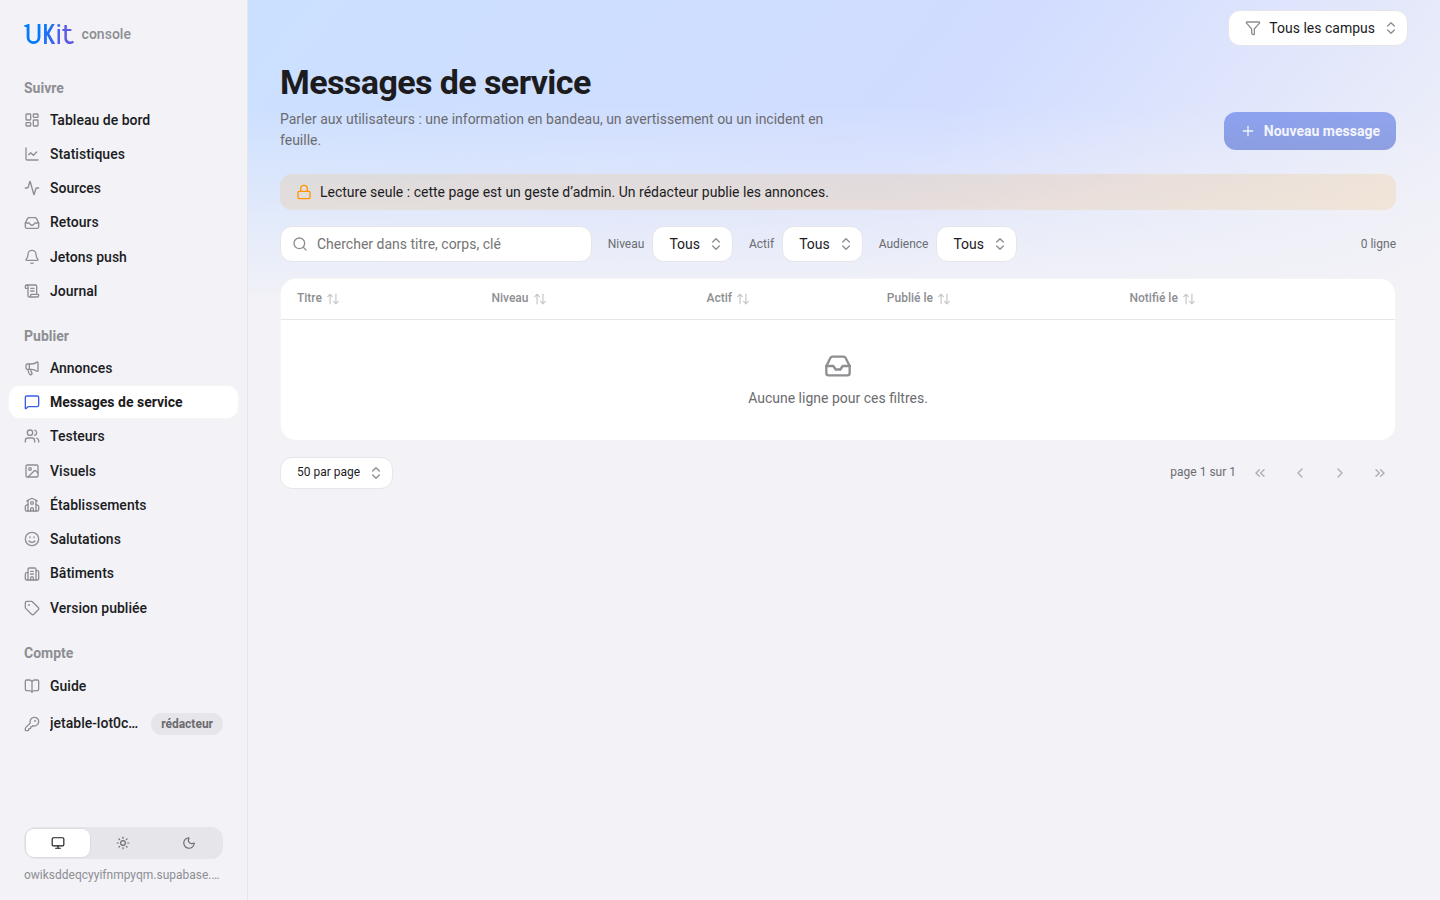 UKit console
Tous les campus
Suivre
Tableau de bord
Statistiques
Sources
Retours
Jetons push
Journal
Publier
Annonces
Messages de service
Testeurs
Visuels
Établissements
Salutations
Bâtiments
Version publiée
Compte
Guide
jetable-lot0c... rédacteur
owiksddeqcyyifnmpyqm.supabase....
Messages de service
Parler aux utilisateurs : une information en bandeau, un avertissement ou un incident en
feuille.
Nouveau message
Lecture seule : cette page est un geste d’admin. Un rédacteur publie les annonces.
Chercher dans titre, corps, clé Niveau Tous Actif Tous Audience Tous 0 ligne
Titre Niveau Actif Publié le Notifié le
Aucune ligne pour ces filtres.
50 par page page 1 sur 1